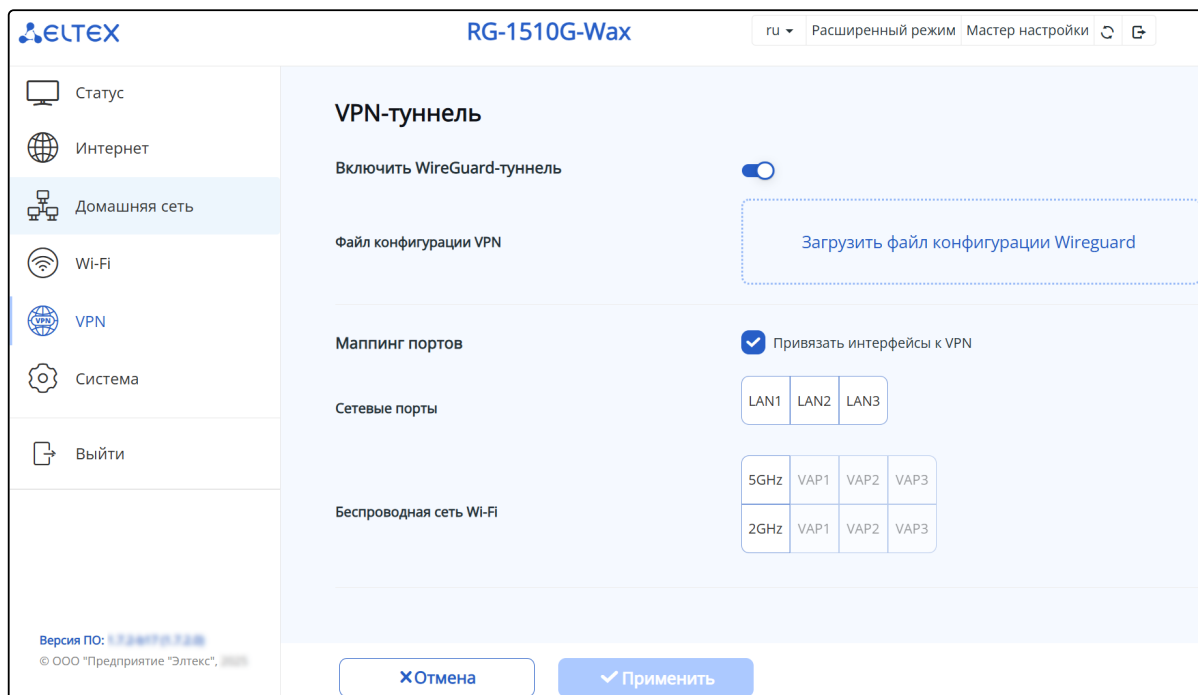 ELTEX
RG-1510G-Wax
ru Расширенный режим Мастер настройки
Статус
Интернет
Домашняя сеть
Wi-Fi
VPN
VPN
Система
Выйти
Версия ПО:
© ООО "Предприятие "Элтекс",
VPN-туннель
Включить WireGuard-туннель
Файл конфигурации VPN
Загрузить файл конфигурации Wireguard
Маппинг портов
Привязать интерфейсы к VPN
Сетевые порты
LAN1 LAN2 LAN3
Беспроводная сеть Wi-Fi
5GHz VAP1 VAP2 VAP3
2GHz VAP1 VAP2 VAP3
Отмена
Применить